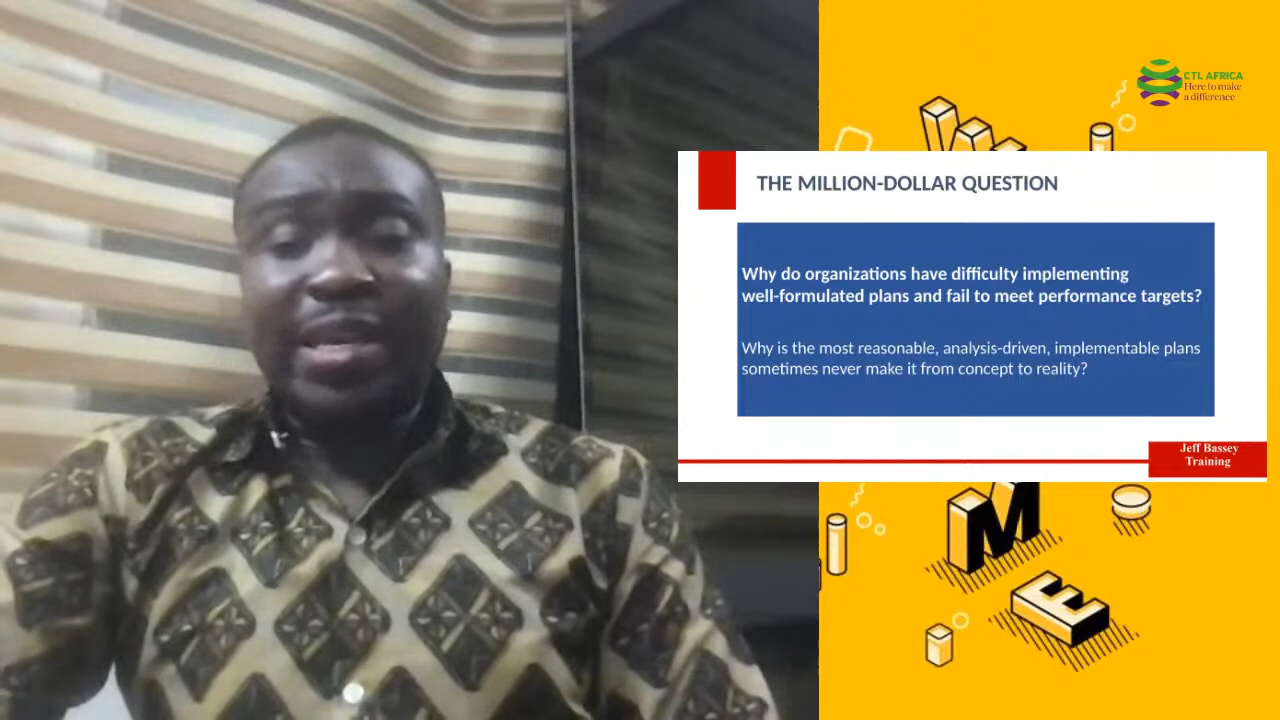 CTL AFRICA
Here to make
a difference
THE MILLION-DOLLAR QUESTION
Why do organizations have difficulty implementing
well-formulated plans and fail to meet performance targets?
Why is the most reasonable, analysis-driven, implementable plans
sometimes never make it from concept to reality?
Jeff Bassey
Training
M
E